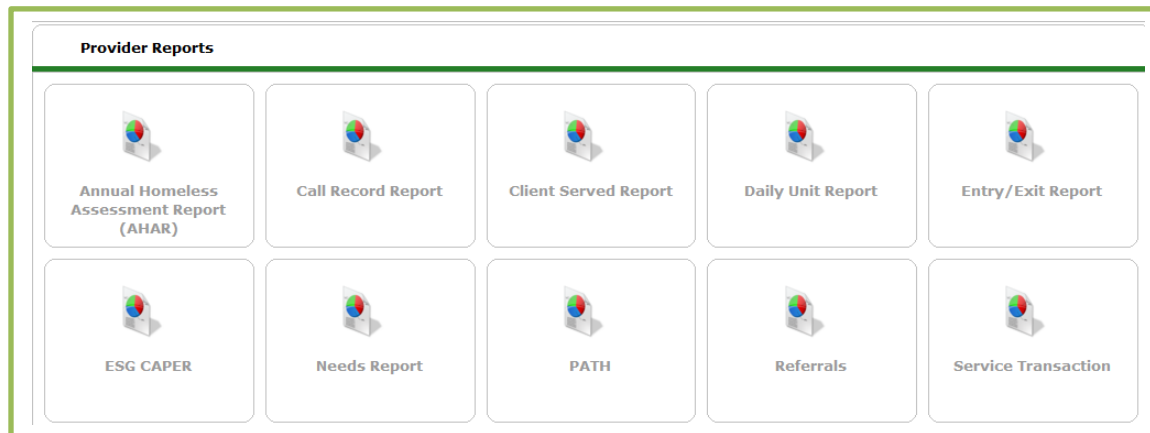 Provider Reports
Annual Homeless
Assessment Report
(AHAR)
Call Record Report
Client Served Report
Daily Unit Report
Entry/Exit Report
ESG CAPER
Needs Report
PATH
Referrals
Service Transaction